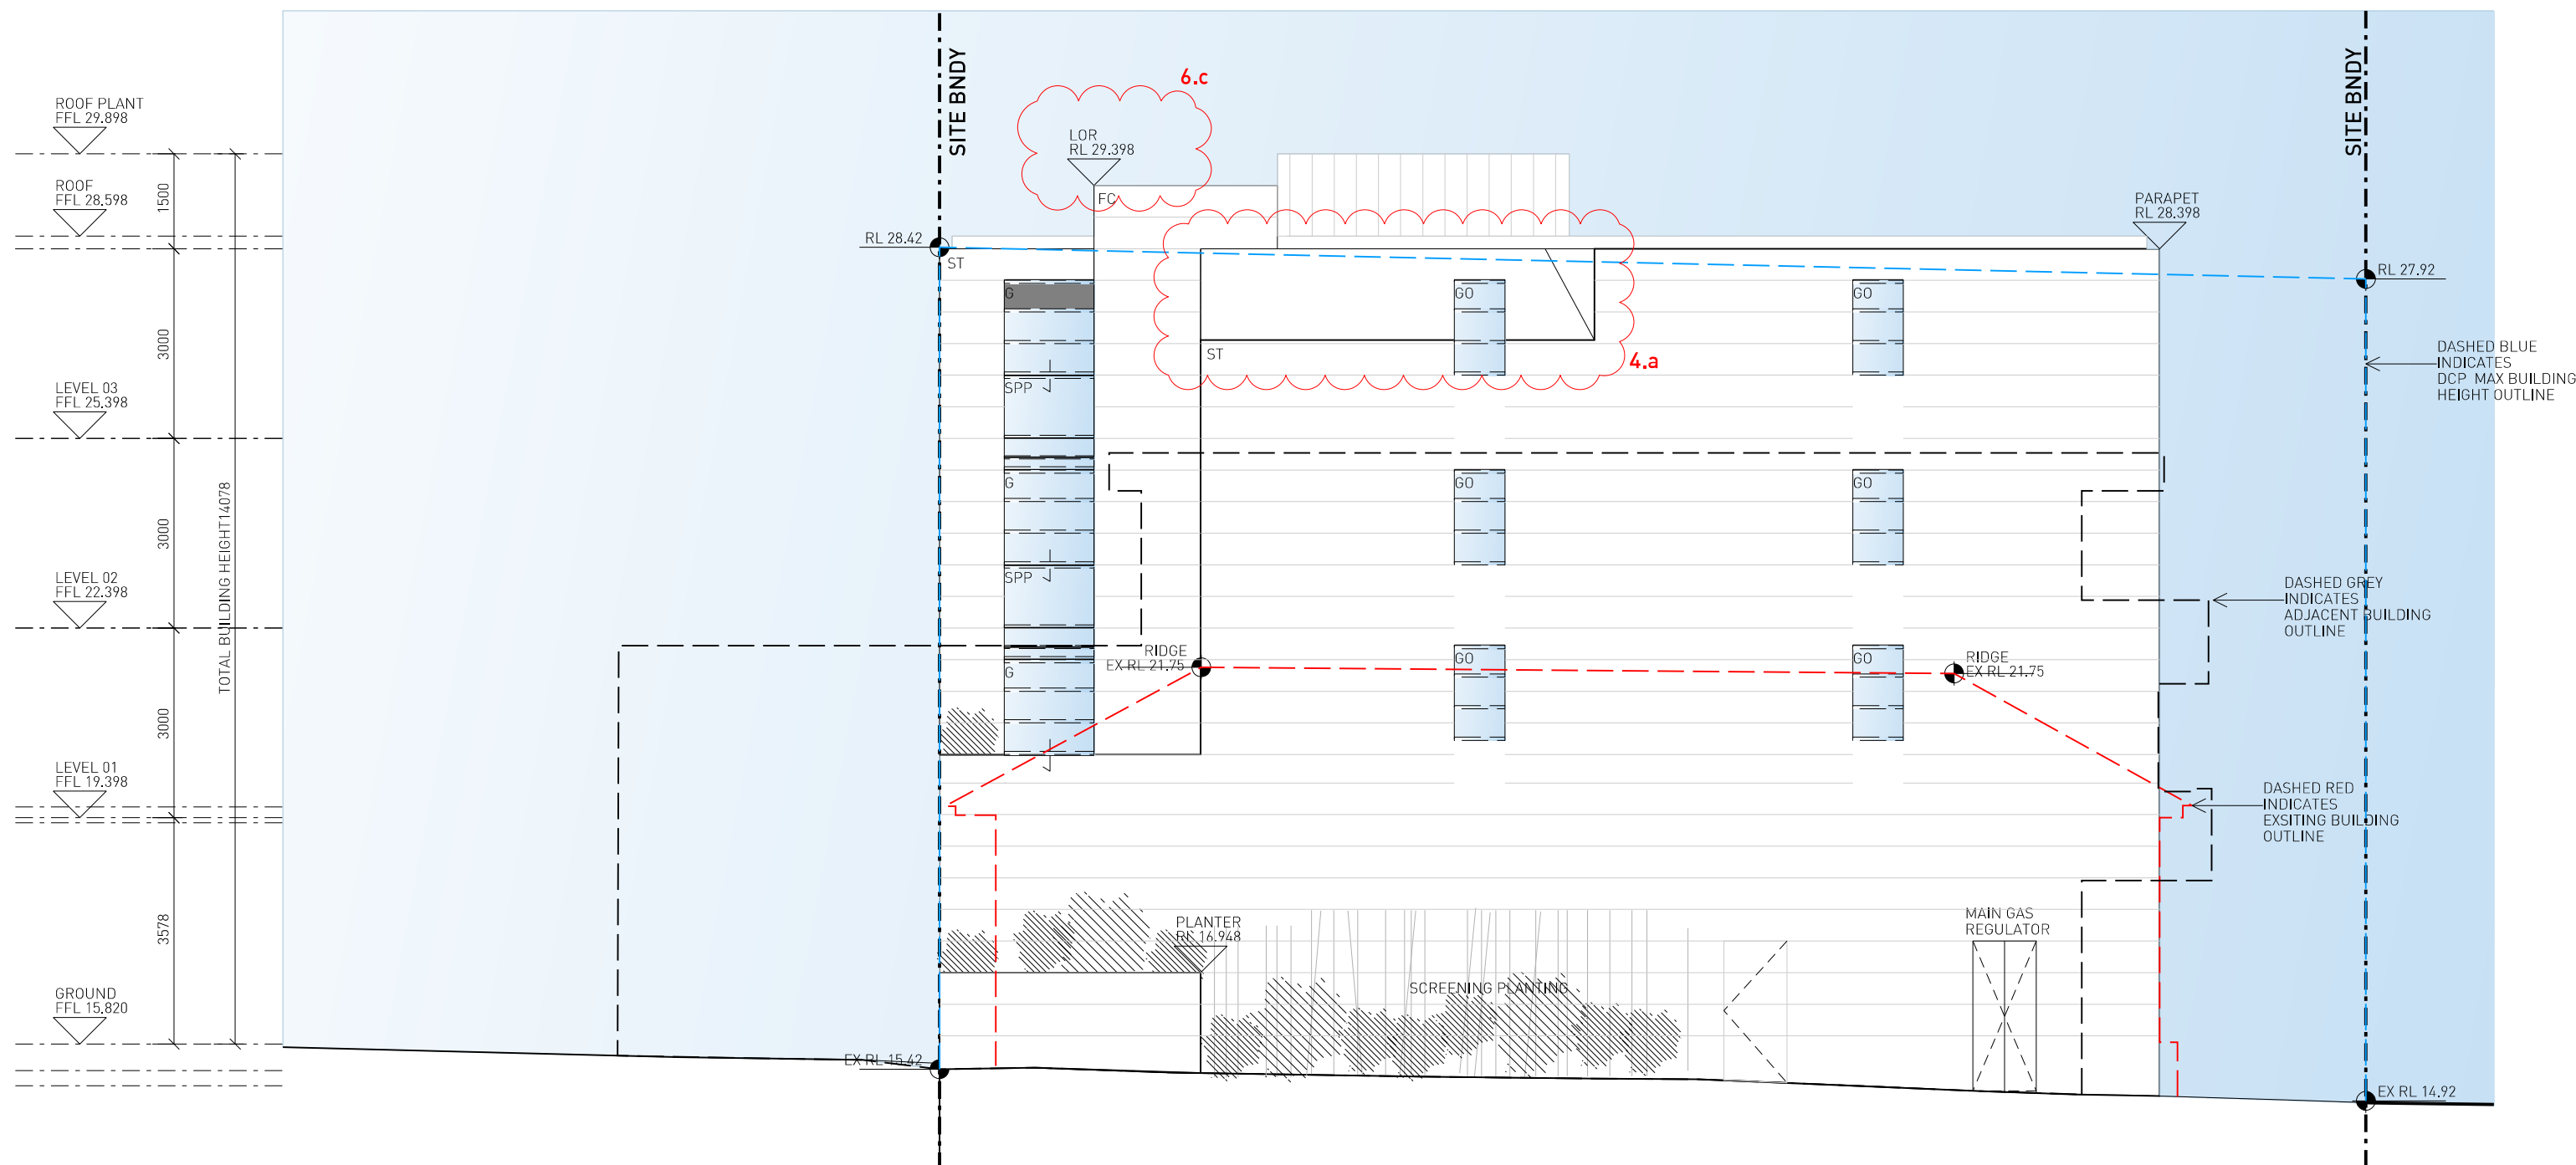 ROOF PLANT
FFL 29.898
ROOF
FFL 28.598
LEVEL 03
FFL 25.398
LEVEL 02
FFL 22.398
LEVEL 01
FFL 19.398
GROUND
FFL 15.820
1500
3000
3000
3000
3578
TOTAL BUILDING HEIGHT14078
SITE BNDY
6.c
LOR
RL 29.398
FC
RL 28.42
ST
G
SPP
G
SPP
G
ST
4.a
GO
GO
GO
GO
GO
GO
RIDGE
EX RL 21.75
RIDGE
EX RL 21.75
PARAPET
RL 28.398
SITE BNDY
RL 27.92
DASHED BLUE
INDICATES
DCP MAX BUILDING
HEIGHT OUTLINE
DASHED GREY
INDICATES
ADJACENT BUILDING
OUTLINE
DASHED RED
INDICATES
EXSITING BUILDING
OUTLINE
PLANTER
RL 16.948
SCREENING PLANTING
MAIN GAS
REGULATOR
EX RL 15.42
EX RL 14.92